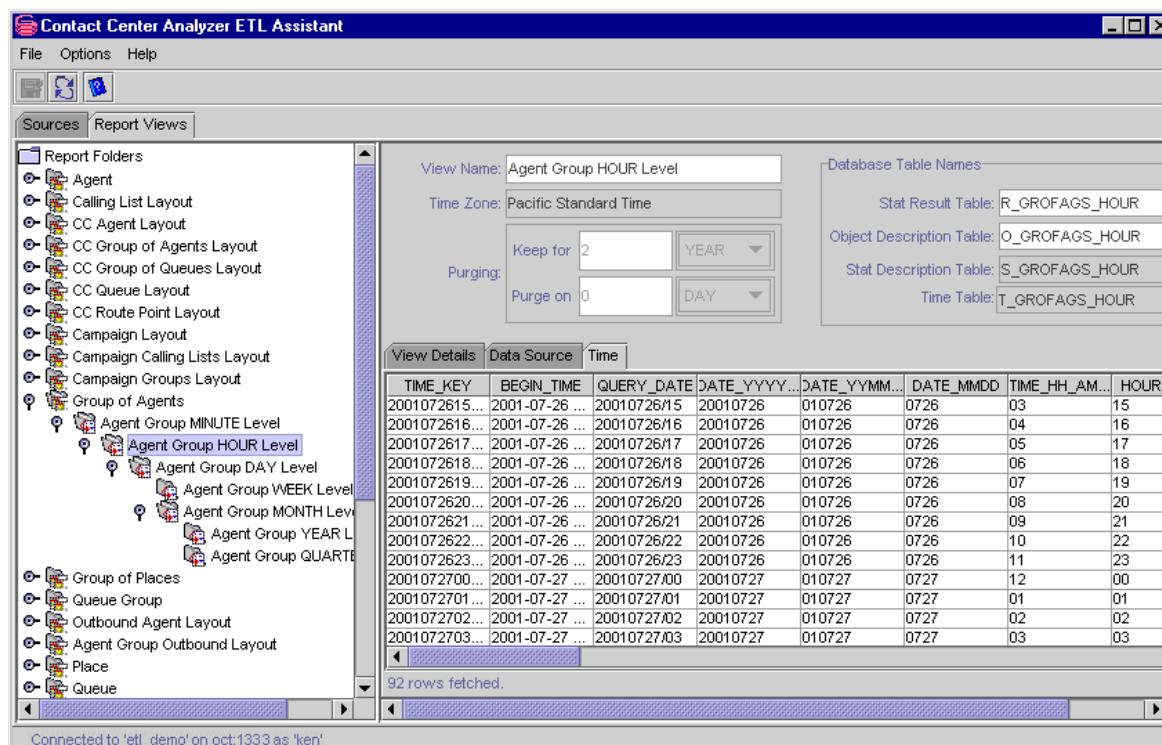 Contact Center Analyzer ETL Assistant
File Options Help
Sources Report Views
Report Folders
Agent
Calling List Layout
CC Agent Layout
CC Group of Agents Layout
CC Group of Queues Layout
CC Queue Layout
CC Route Point Layout
Campaign Layout
Campaign Calling Lists Layout
Campaign Groups Layout
Group of Agents
Agent Group MINUTE Level
Agent Group HOUR Level
Agent Group DAY Level
Agent Group WEEK Level
Agent Group MONTH Lev
Agent Group YEAR L
Agent Group QUARTE
Group of Places
Queue Group
Outbound Agent Layout
Agent Group Outbound Layout
Place
Queue
View Name: Agent Group HOUR Level
Time Zone: Pacific Standard Time
Purging:
Keep for 2 YEAR
Purge on 0 DAY
Database Table Names
Stat Result Table: R_GROFAGS_HOUR
Object Description Table: O_GROFAGS_HOUR
Stat Description Table: S_GROFAGS_HOUR
Time Table: T_GROFAGS_HOUR
View Details Data Source Time
TIME_KEY BEGIN_TIME QUERY_DATE DATE_YYYY... DATE_YYMM... DATE_MMDD TIME_HH_AM... HOUR
2001072615... 2001-07-26 ... 20010726/15 20010726 010726 0726 03 15
2001072616... 2001-07-26 ... 20010726/16 20010726 010726 0726 04 16
2001072617... 2001-07-26 ... 20010726/17 20010726 010726 0726 05 17
2001072618... 2001-07-26 ... 20010726/18 20010726 010726 0726 06 18
2001072619... 2001-07-26 ... 20010726/19 20010726 010726 0726 07 19
2001072620... 2001-07-26 ... 20010726/20 20010726 010726 0726 08 20
2001072621... 2001-07-26 ... 20010726/21 20010726 010726 0726 09 21
2001072622... 2001-07-26 ... 20010726/22 20010726 010726 0726 10 22
2001072623... 2001-07-26 ... 20010726/23 20010726 010726 0726 11 23
2001072700... 2001-07-27 ... 20010727/00 20010727 010727 0727 12 00
2001072701... 2001-07-27 ... 20010727/01 20010727 010727 0727 01 01
2001072702... 2001-07-27 ... 20010727/02 20010727 010727 0727 02 02
2001072703... 2001-07-27 ... 20010727/03 20010727 010727 0727 03 03
92 rows fetched.
Connected to 'etl_demo' on oct:1333 as 'ken'